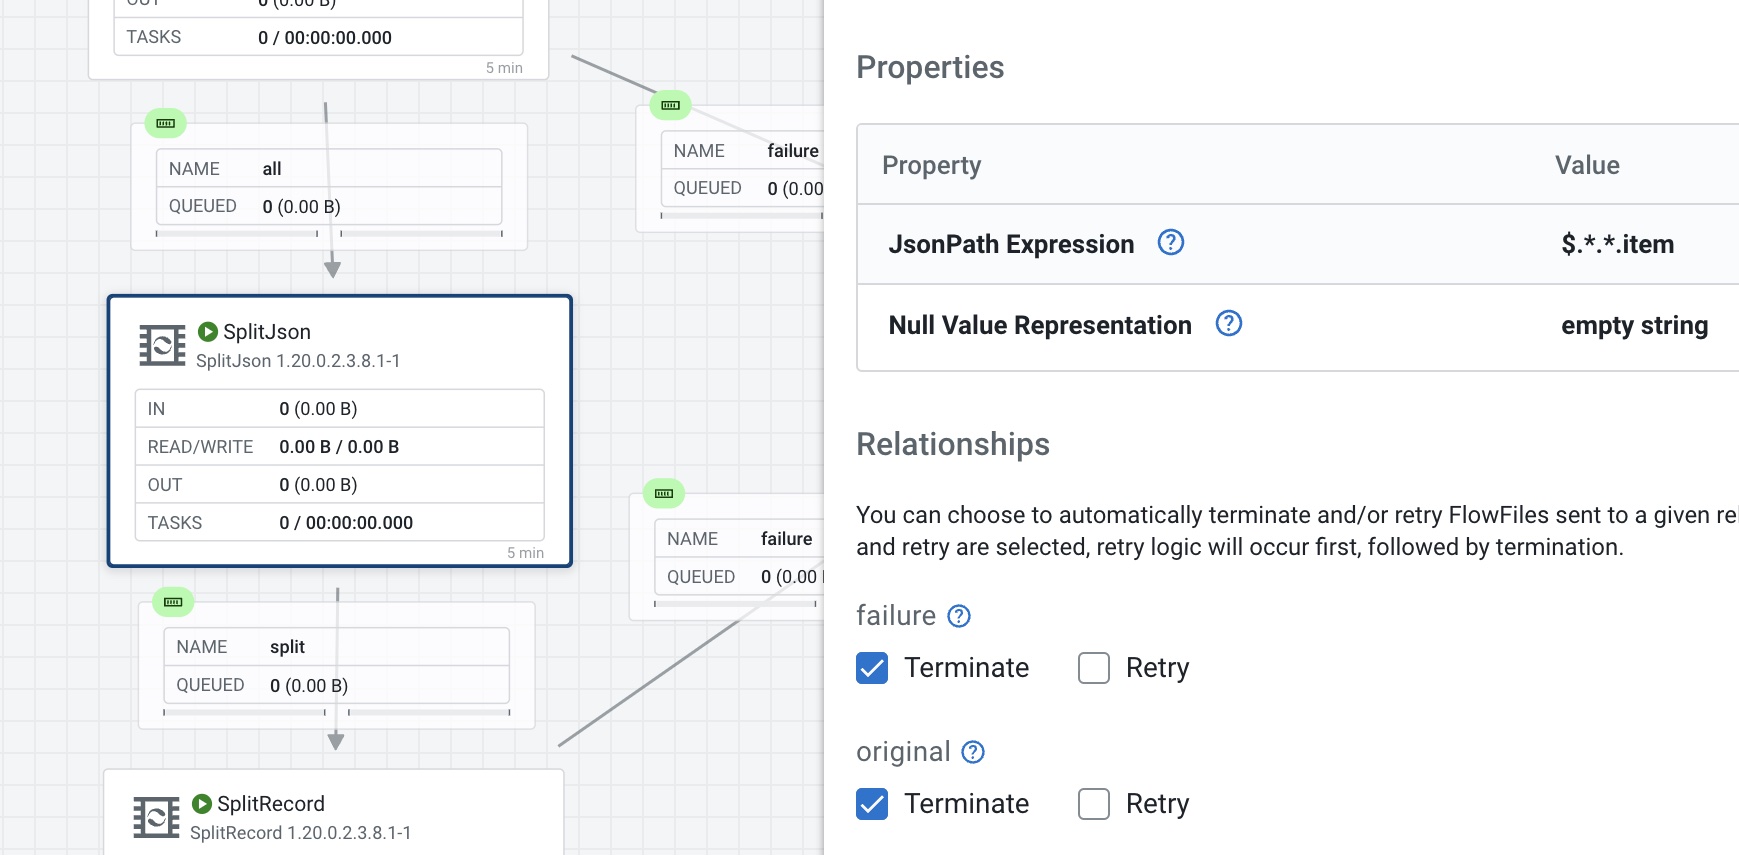 OUT 0 (0.00 B)
TASKS 0 / 00:00:00.000
5 min
NAME all
QUEUED 0 (0.00 B)
NAME failure
QUEUED 0 (0.00
SplitJson
SplitJson 1.20.0.2.3.8.1-1
IN 0 (0.00 B)
READ/WRITE 0.00 B / 0.00 B
OUT 0 (0.00 B)
TASKS 0 / 00:00:00.000
5 min
NAME failure
QUEUED 0 (0.00
NAME split
QUEUED 0 (0.00 B)
SplitRecord
SplitRecord 1.20.0.2.3.8.1-1
Properties
Property Value
JsonPath Expression ? $.*.*.item
Null Value Representation ? empty string
Relationships
You can choose to automatically terminate and/or retry FlowFiles sent to a given
and retry are selected, retry logic will occur first, followed by termination.
failure ?
Terminate Retry
original ?
Terminate Retry